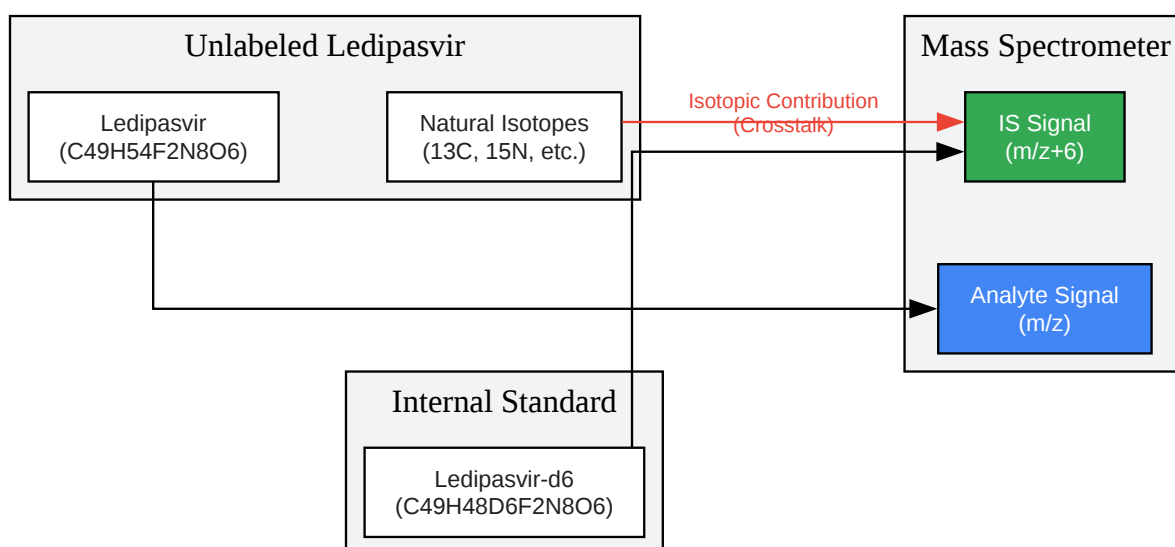 Unlabeled Ledipasvir
Ledipasvir
(C49H54F2N8O6)
Natural Isotopes
(13C, 15N, etc.)
Isotopic Contribution
(Crosstalk)
Mass Spectrometer
IS Signal
(m/z+6)
Analyte Signal
(m/z)
Internal Standard
Ledipasvir-d6
(C49H48D6F2N8O6)